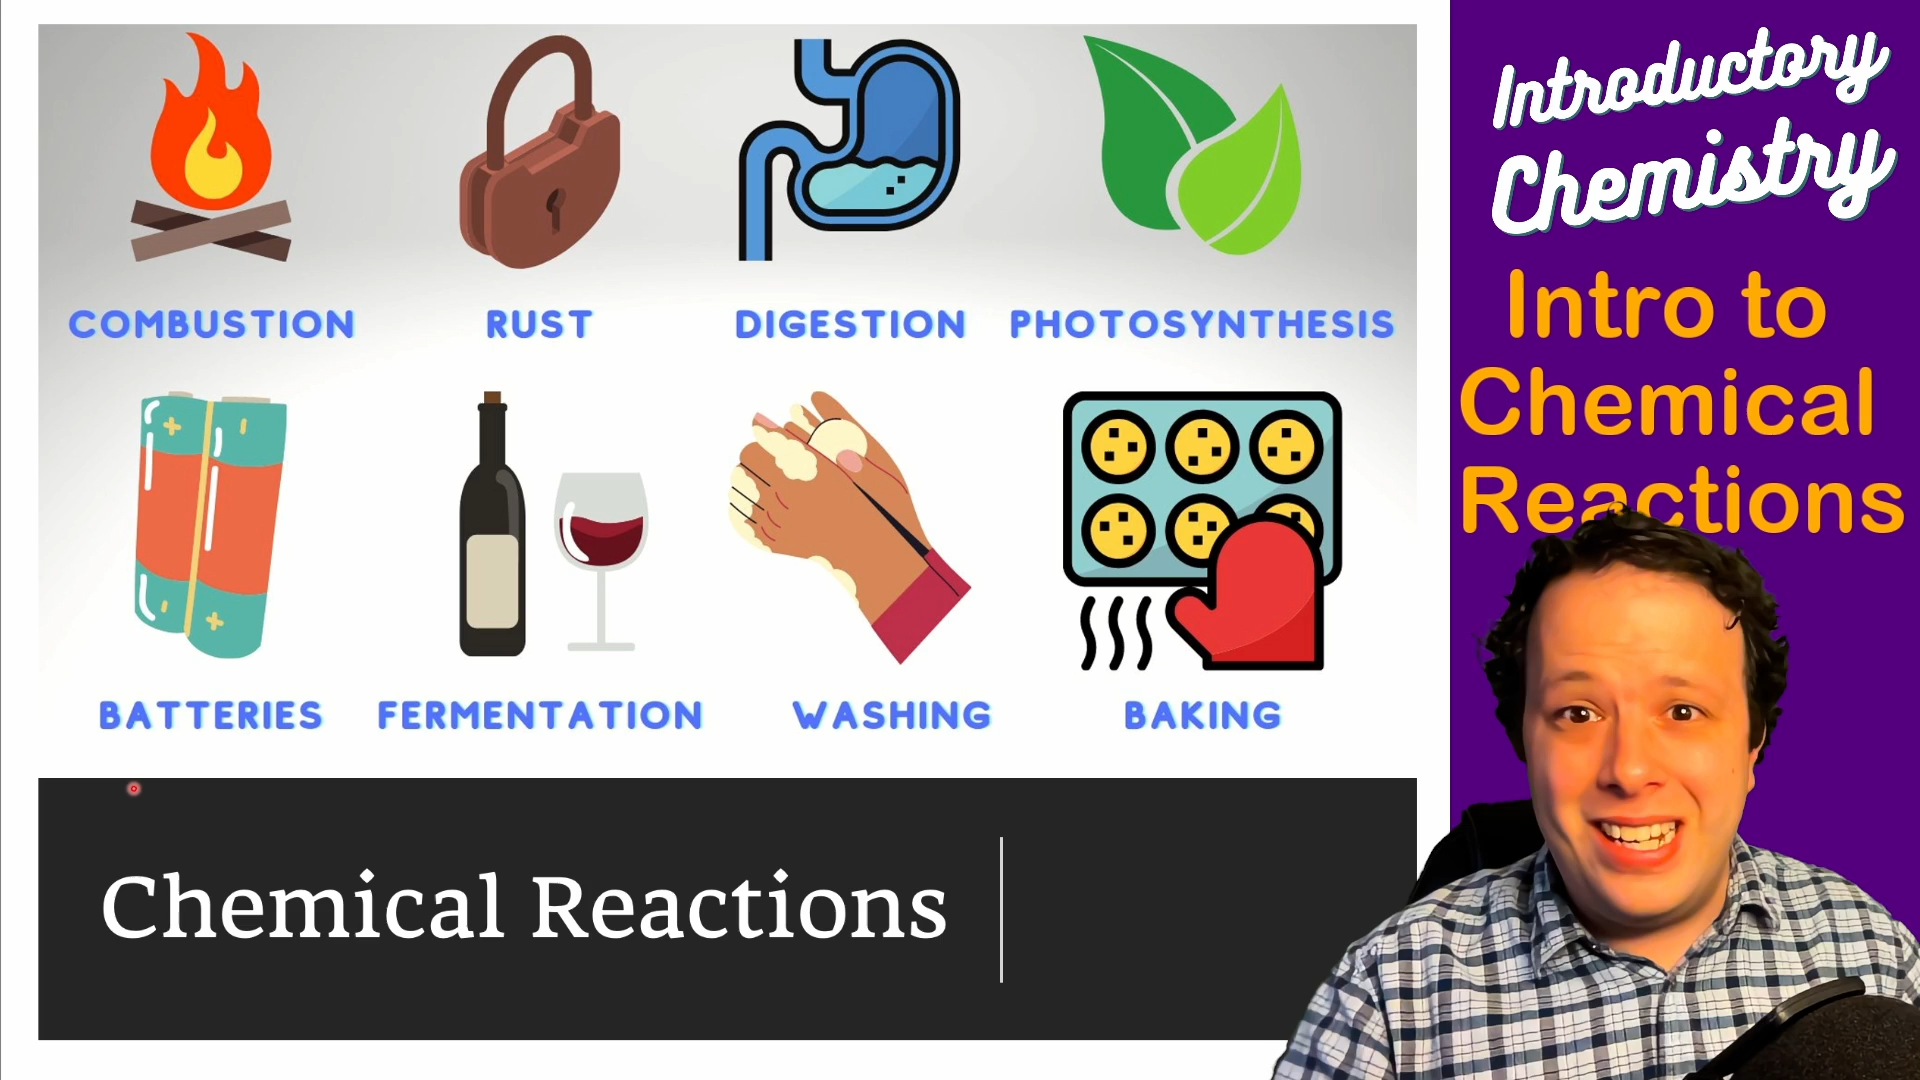 COMBUSTION
RUST
DIGESTION
PHOTOSYNTHESIS
BATTERIES
FERMENTATION
WASHING
BAKING
Chemical Reactions
Introductory
Chemistry
Intro to
Chemical
Reactions